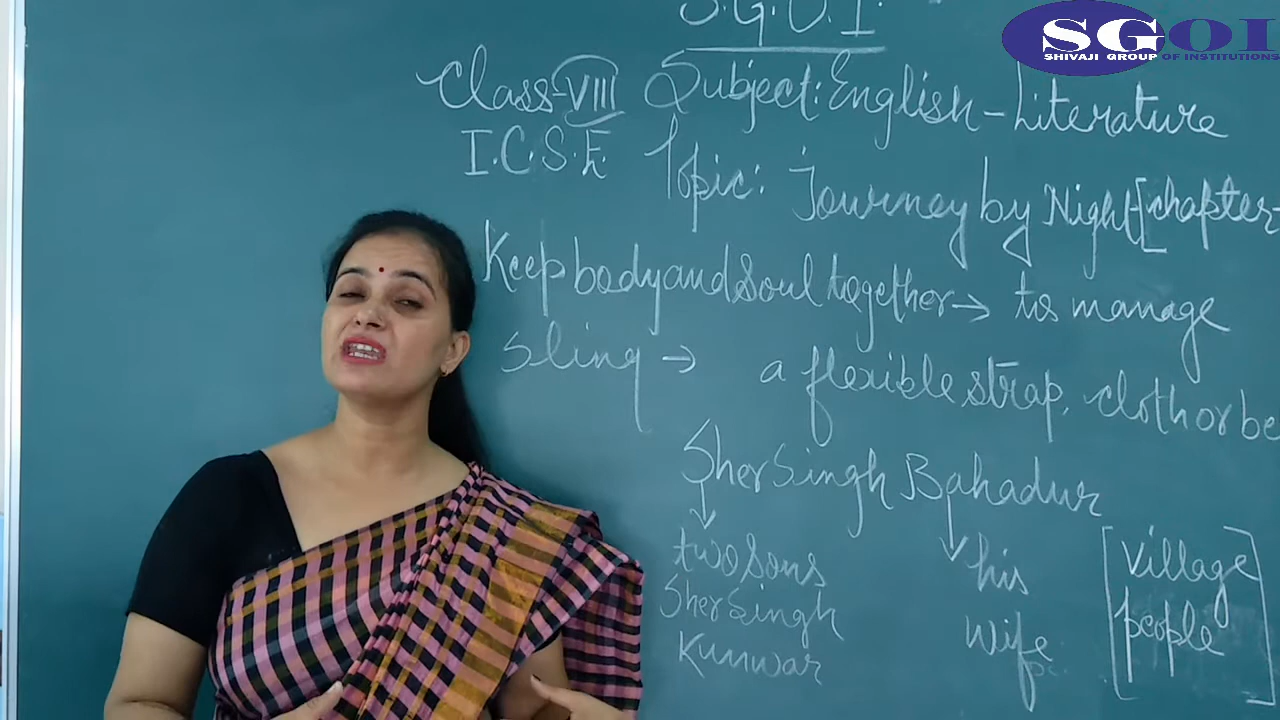 S.G.O.I.
SGOI
SHIVAJI GROUP OF INSTITUTIONS
Class-VIII Subject: English-Literature
I.C.S.E. Topic: Journey by Night [chapter-
Keep body and Soul together → to manage
Sling → a flexible strap, cloth or be
Sher Singh Bahadur
two Sons his [Village
Sher Singh wife people]
Kunwar